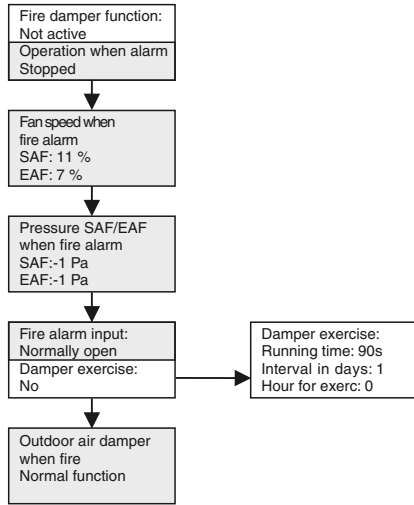 Fire damper function:
Not active
Operation when alarm
Stopped
Fan speed when
fire alarm
SAF: 11 %
EAF: 7 %
Pressure SAF/EAF
when fire alarm
SAF:-1 Pa
EAF:-1 Pa
Fire alarm input:
Normally open
Damper exercise:
No
Damper exercise:
Running time: 90s
Interval in days: 1
Hour for exerc: 0
Outdoor air damper
when fire
Normal function